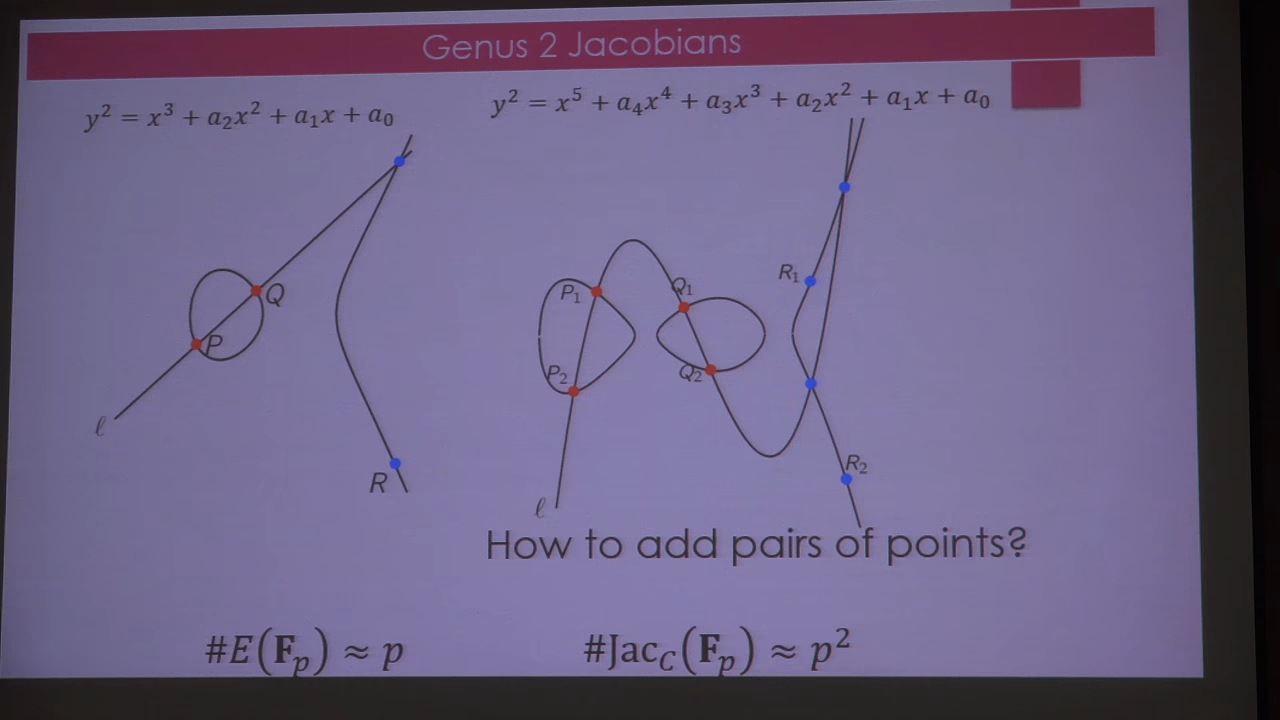 Genus 2 Jacobians
y² = x³ + a₂x² + a₁x + a₀
y² = x⁵ + a₄x⁴ + a₃x³ + a₂x² + a₁x + a₀
Q
P
ℓ
R
P₁
P₂
Q₁
Q₂
R₁
R₂
ℓ
How to add pairs of points?
#E(𝐅ₚ) ≈ p
#Jac_C(𝐅ₚ) ≈ p²